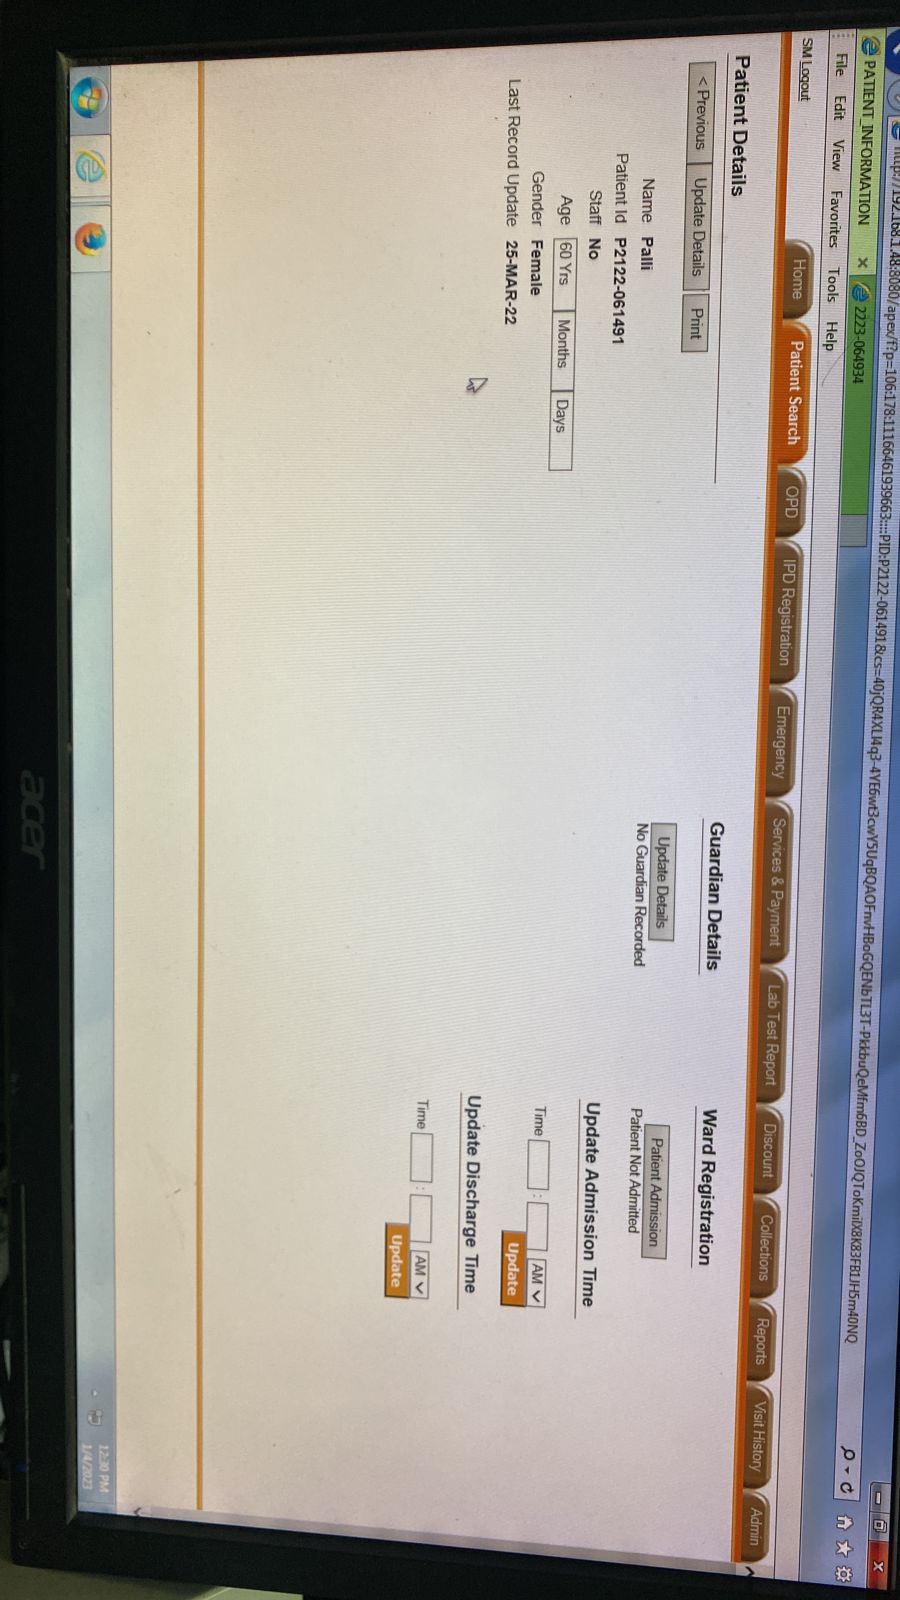 http://192.168.1.48:8080/apex/f?p=106:178:11166461939663::::PID:P2122-061491&cs=
PATIENT_INFORMATION × 2223-064934
File Edit View Favorites Tools Help
SM Logout
Home Patient Search OPD IPD Registration Emergency Services & Payment Lab Test Report Discount Collections Reports Visit History Admin
Patient Details
< Previous Update Details Print
Name Palli
Patient Id P2122-061491
Staff No
Age 60 Yrs Months Days
Gender Female
Last Record Update 25-MAR-22
Guardian Details
Update Details
No Guardian Recorded
Ward Registration
Patient Admission
Patient Not Admitted
Update Admission Time
Time : AM
Update
Update Discharge Time
Time : AM
Update
12:30 PM
1/4/2023
acer